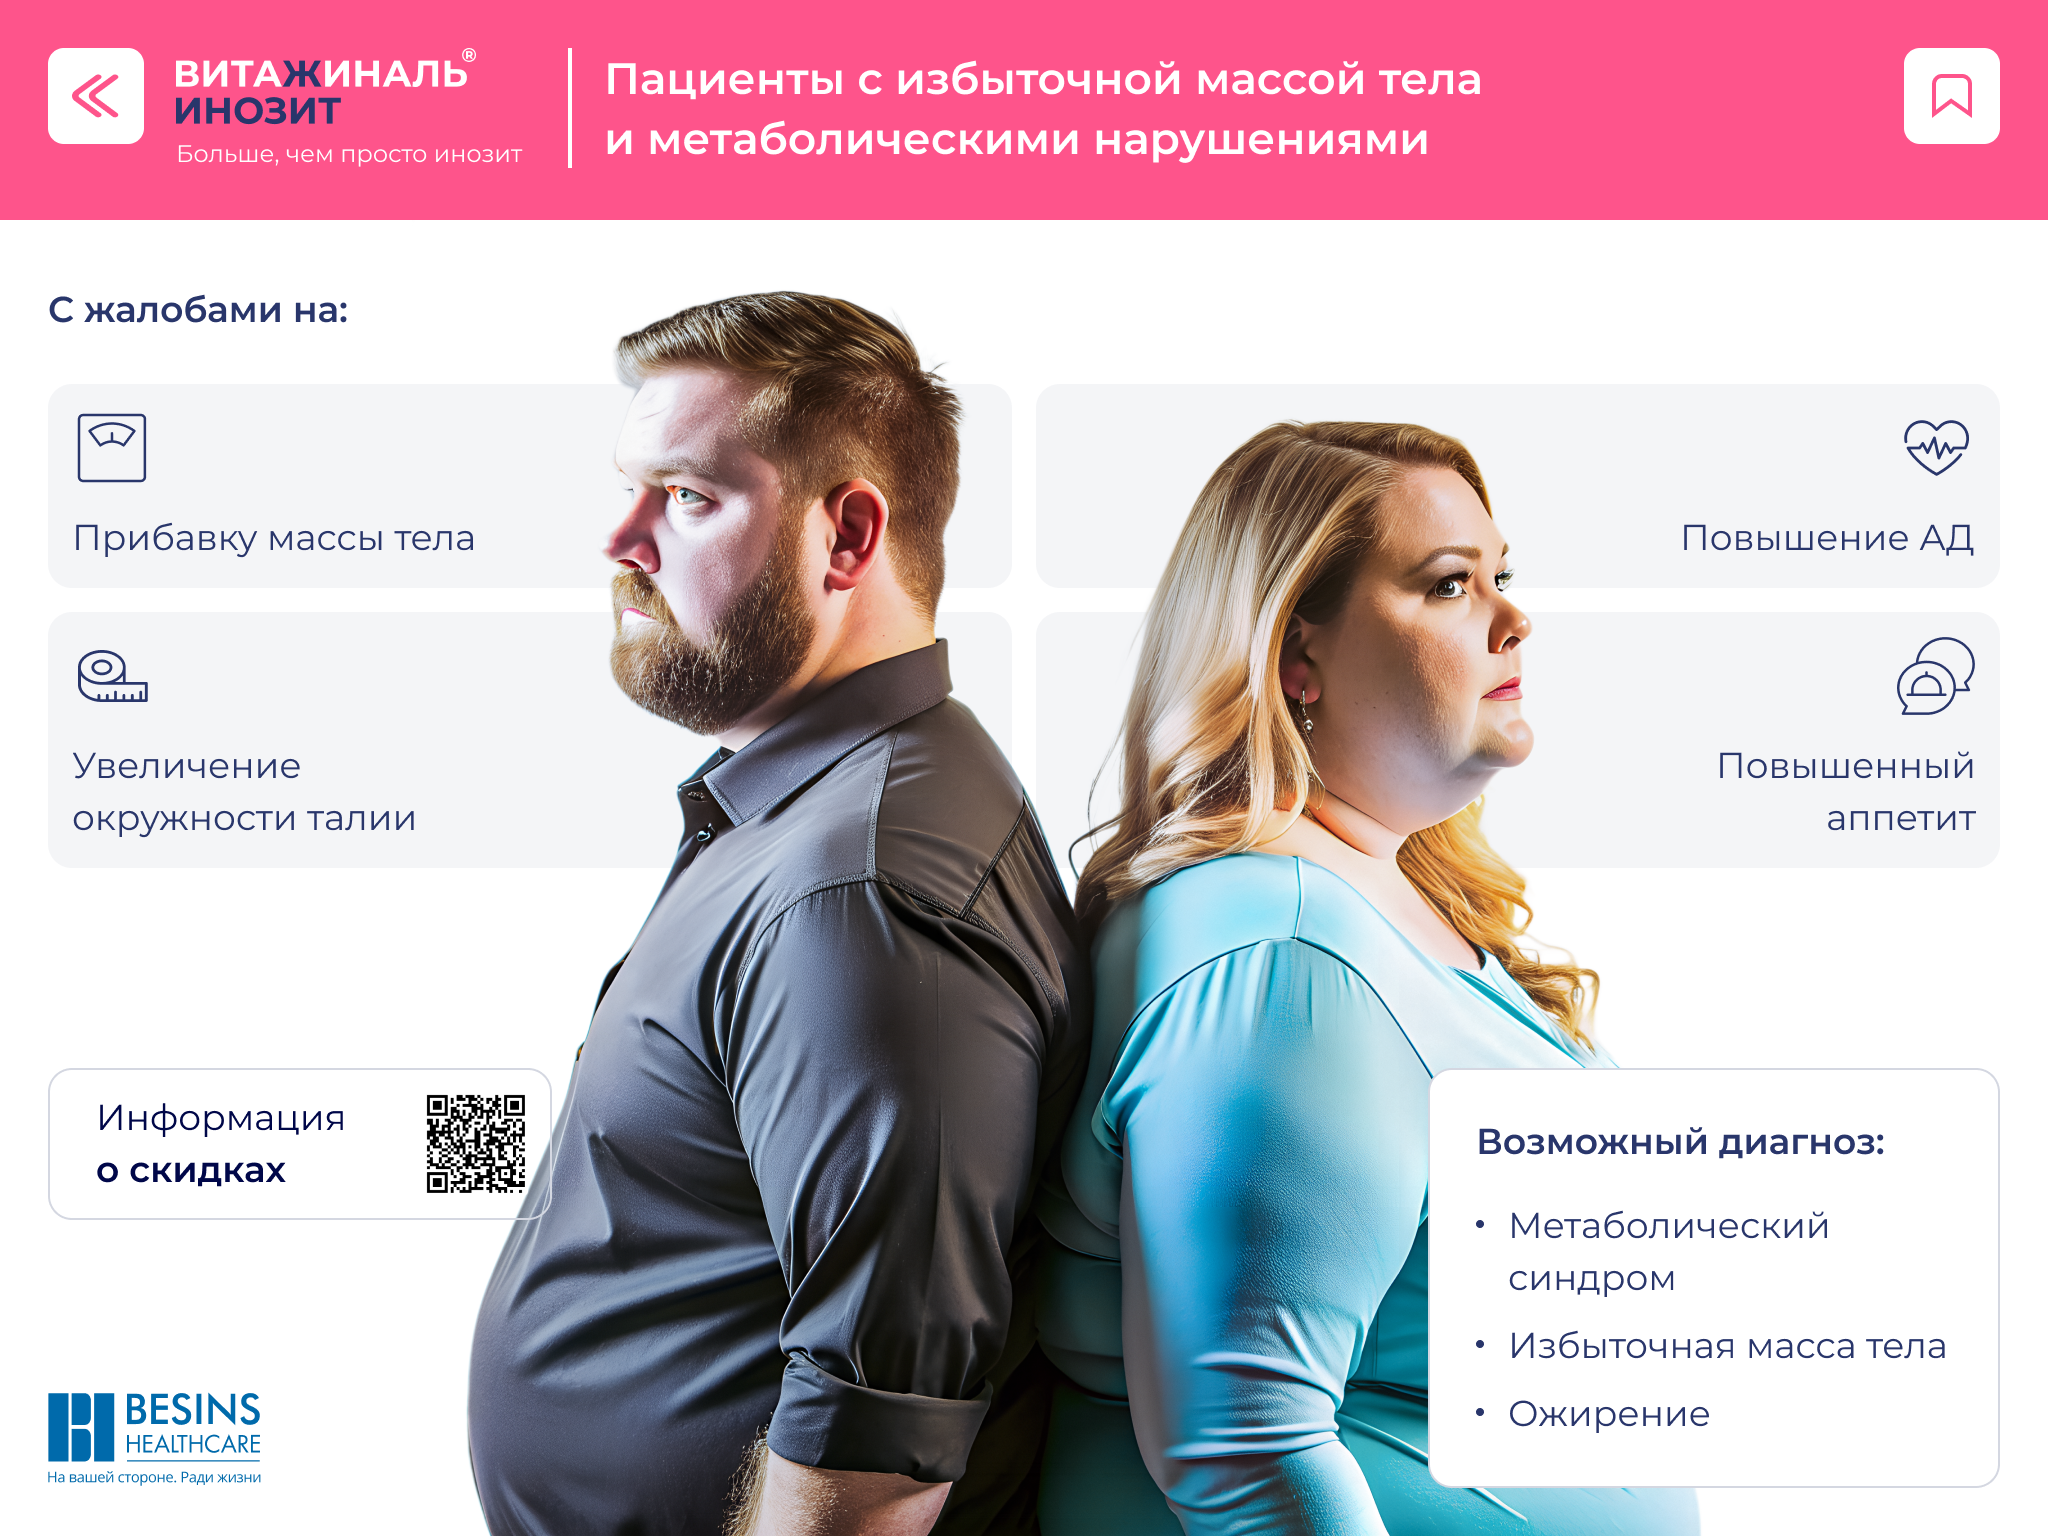 ВИТАЖИНАЛЬ®
ИНОЗИТ
Больше, чем просто инозит
Пациенты с избыточной массой тела
и метаболическими нарушениями
С жалобами на:
Прибавку массы тела
Повышение АД
Увеличение
окружности талии
Повышенный
аппетит
Информация
о скидках
Возможный диагноз:
• Метаболический
синдром
• Избыточная масса тела
• Ожирение
BESINS
HEALTHCARE
На вашей стороне. Ради жизни